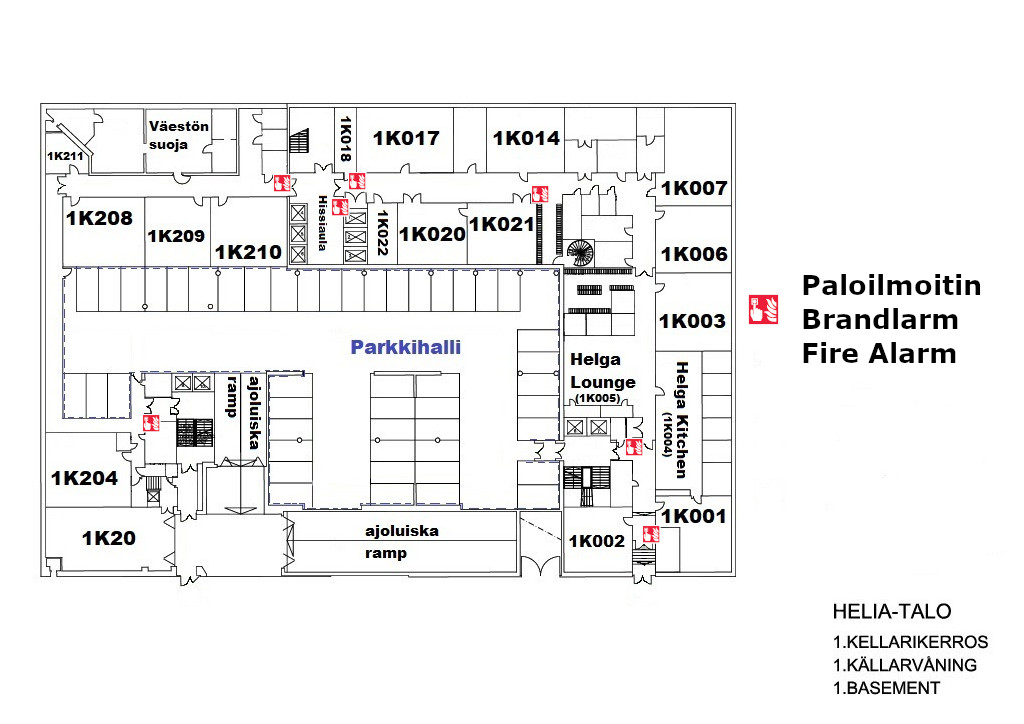 Väestön
suoja
1K211
1K018
1K017
1K014
1K007
1K208
1K209
1K210
Hissiaula
1K022
1K020
1K021
1K006
1K003
Parkkihalli
Helga
Lounge
(1K005)
Helga Kitchen
(1K004)
ajoluiska
ramp
1K204
1K20
ajoluiska
ramp
1K002
1K001
Paloilmoitin
Brandlarm
Fire Alarm
HELIA-TALO
1.KELLARIKERROS
1.KÄLLARVÅNING
1.BASEMENT